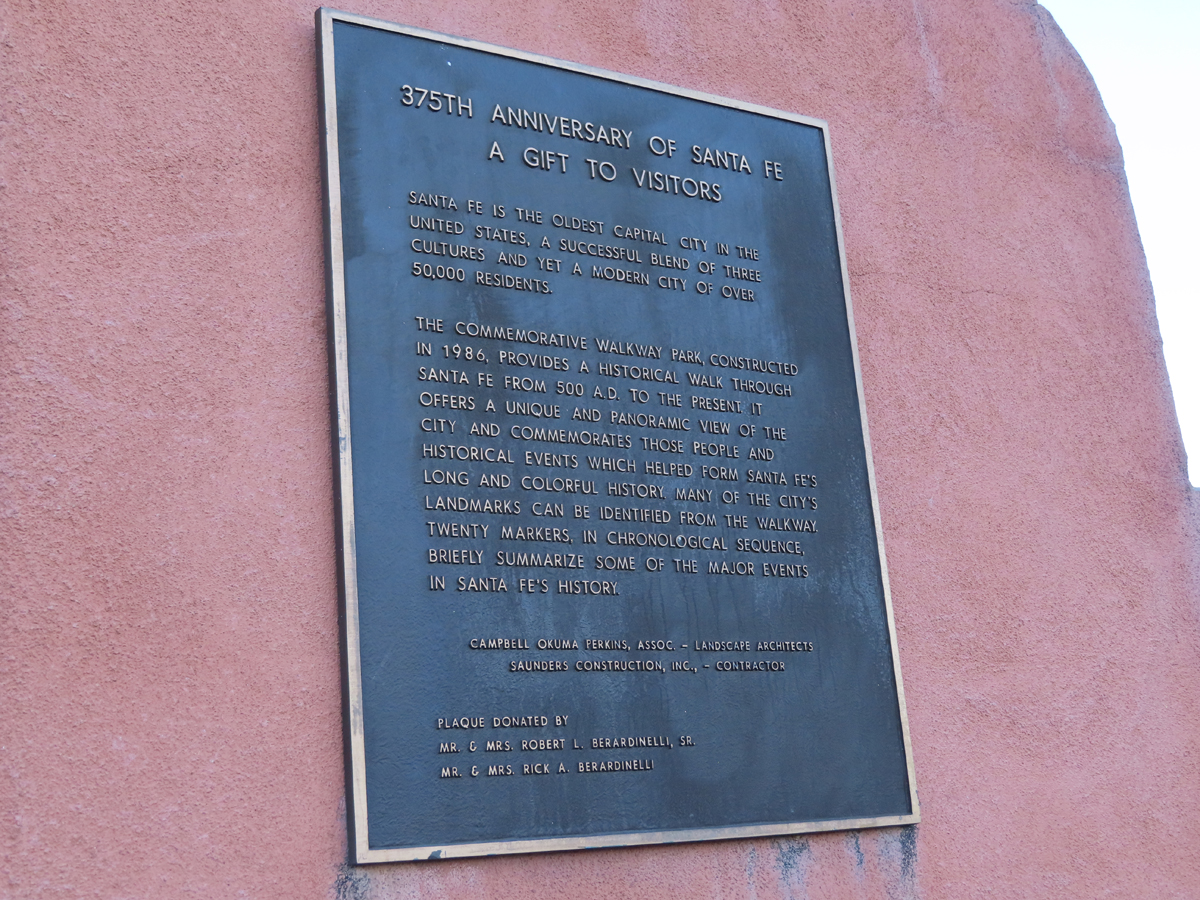 375TH ANNIVERSARY OF SANTA FE
A GIFT TO VISITORS
SANTA FE IS THE OLDEST CAPITAL CITY IN THE
UNITED STATES, A SUCCESSFUL BLEND OF THREE
CULTURES AND YET A MODERN CITY OF OVER
50,000 RESIDENTS.
THE COMMEMORATIVE WALKWAY PARK, CONSTRUCTED
IN 1986, PROVIDES A HISTORICAL WALK THROUGH
SANTA FE FROM 500 A.D. TO THE PRESENT. IT
OFFERS A UNIQUE AND PANORAMIC VIEW OF THE
CITY AND COMMEMORATES THOSE PEOPLE AND
HISTORICAL EVENTS WHICH HELPED FORM SANTA FE'S
LONG AND COLORFUL HISTORY. MANY OF THE CITY'S
LANDMARKS CAN BE IDENTIFIED FROM THE WALKWAY.
TWENTY MARKERS, IN CHRONOLOGICAL SEQUENCE,
BRIEFLY SUMMARIZE SOME OF THE MAJOR EVENTS
IN SANTA FE'S HISTORY.
CAMPBELL OKUMA PERKINS, ASSOC. – LANDSCAPE ARCHITECTS
SAUNDERS CONSTRUCTION, INC., – CONTRACTOR
PLAQUE DONATED BY
MR. & MRS. ROBERT L. BERARDINELLI, SR.
MR. & MRS. RICK A. BERARDINELLI